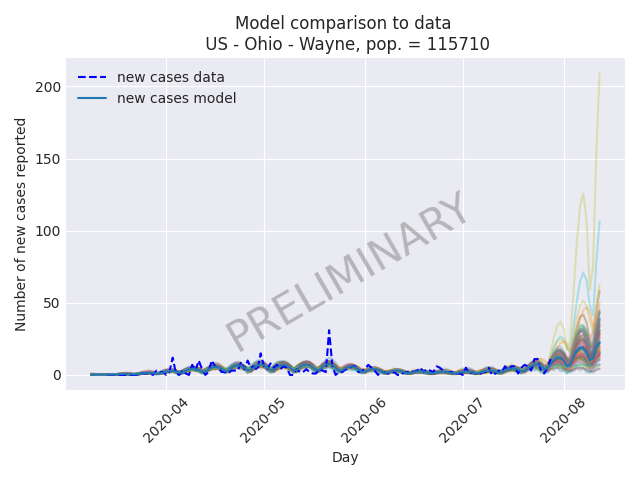 Model comparison to data
US - Ohio - Wayne, pop. = 115710
new cases data
new cases model
PRELIMINARY
Number of new cases reported
200
150
100
50
0
2020-04
2020-05
2020-06
2020-07
2020-08
Day